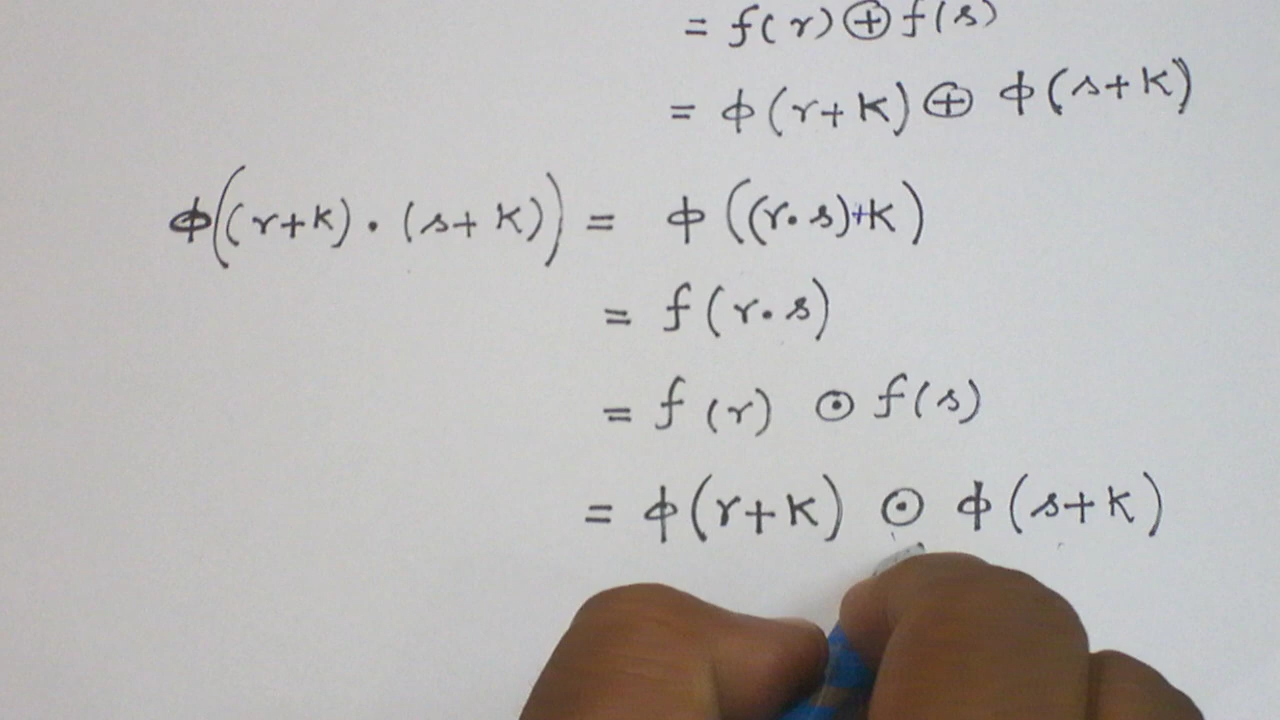 = f(r) ⊕ f(s)
= ϕ(r+K) ⊕ ϕ(s+K)
ϕ((r+K) · (s+K)) = ϕ((r·s)+K)
= f(r·s)
= f(r) ⊙ f(s)
= ϕ(r+K) ⊙ ϕ(s+K)